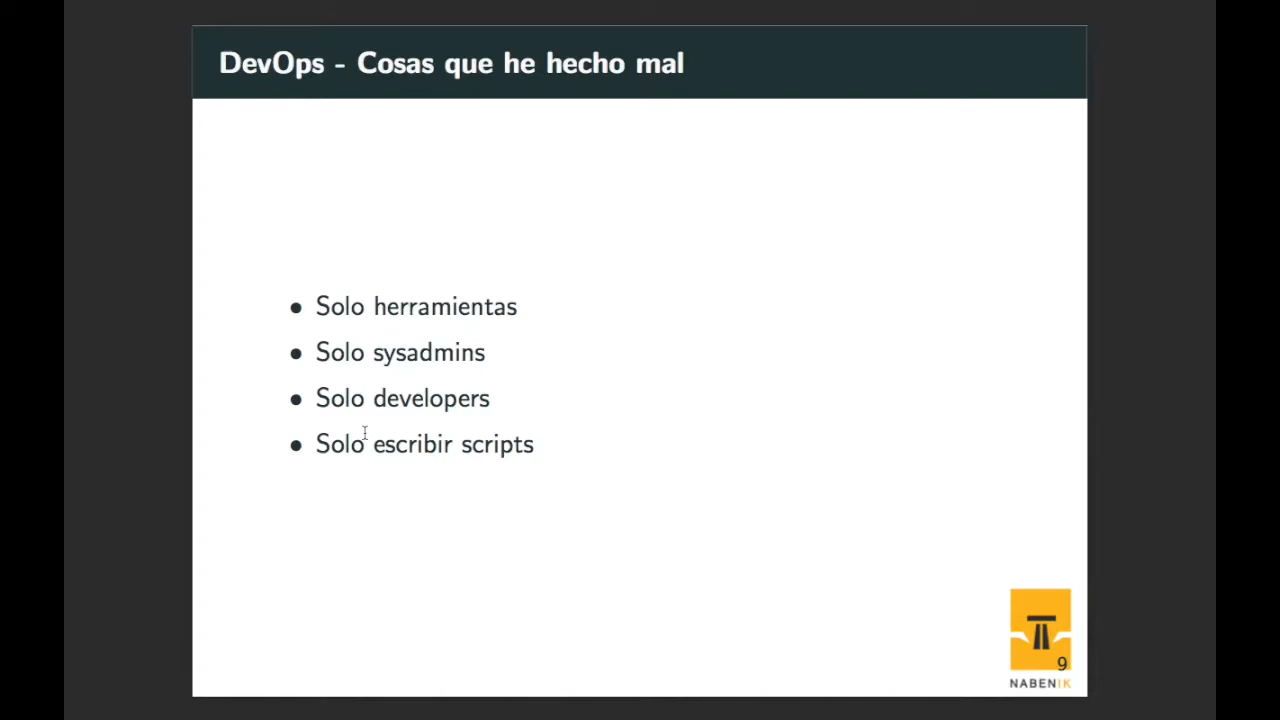 DevOps - Cosas que he hecho mal
• Solo herramientas
• Solo sysadmins
• Solo developers
• Solo escribir scripts
9
NABENIK